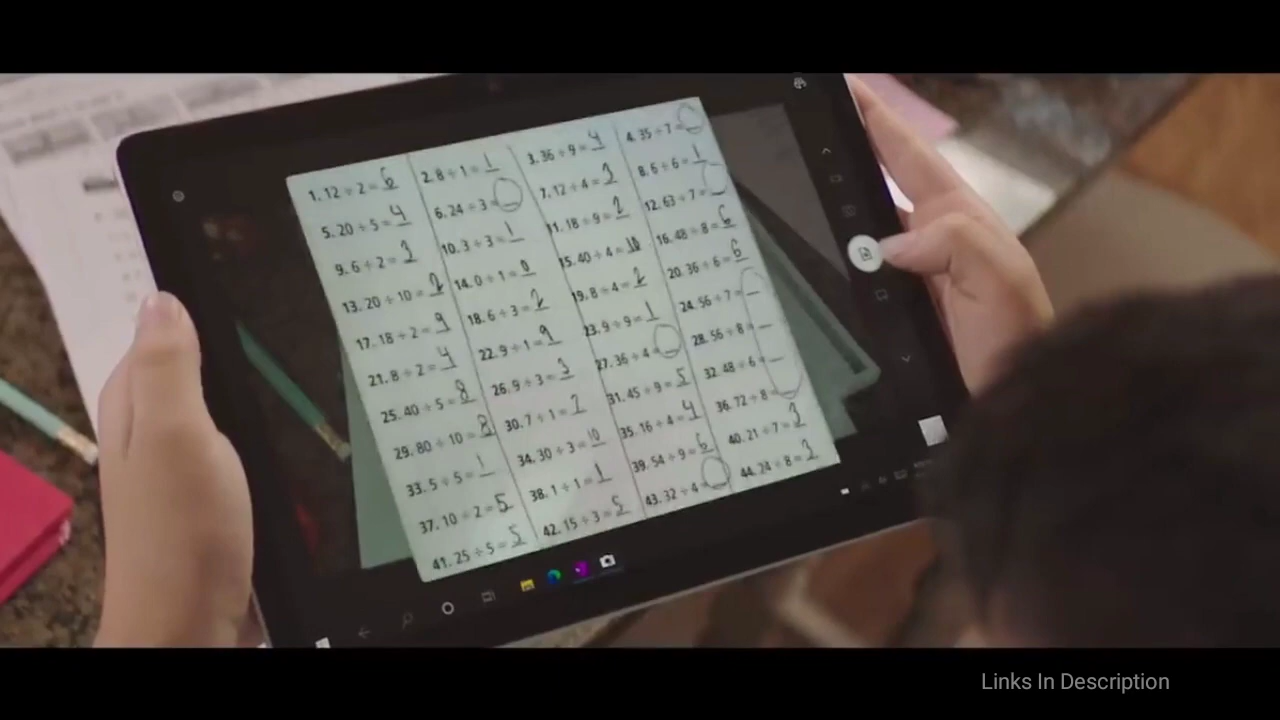 1. 12 ÷ 2 = 6 2. 8 ÷ 1 = 1 3. 36 ÷ 9 = 4 4. 35 ÷ 7 =
5. 20 ÷ 5 = 4 6. 24 ÷ 3 = 7. 12 ÷ 4 = 3 8. 6 ÷ 6 = 1
9. 6 ÷ 2 = 3 10. 3 ÷ 3 = 1 11. 18 ÷ 9 = 2 12. 63 ÷ 7 =
13. 20 ÷ 10 = 2 14. 0 ÷ 1 = 0 15. 40 ÷ 4 = 10 16. 48 ÷ 8 = 6
17. 18 ÷ 2 = 9 18. 6 ÷ 3 = 2 19. 8 ÷ 4 = 2 20. 36 ÷ 6 = 6
21. 8 ÷ 2 = 4 22. 9 ÷ 1 = 9 23. 9 ÷ 9 = 1 24. 56 ÷ 7 =
25. 40 ÷ 5 = 8 26. 9 ÷ 3 = 3 27. 36 ÷ 4 = 28. 56 ÷ 8 =
29. 80 ÷ 10 = 8 30. 7 ÷ 1 = 7 31. 45 ÷ 9 = 5 32. 48 ÷ 6 =
33. 5 ÷ 5 = 1 34. 30 ÷ 3 = 10 35. 16 ÷ 4 = 4 36. 72 ÷ 8 =
37. 10 ÷ 2 = 5 38. 1 ÷ 1 = 1 39. 54 ÷ 9 = 6 40. 21 ÷ 7 = 3
41. 25 ÷ 5 = 5 42. 15 ÷ 3 = 5 43. 32 ÷ 4 = 44. 24 ÷ 8 = 3
Links In Description